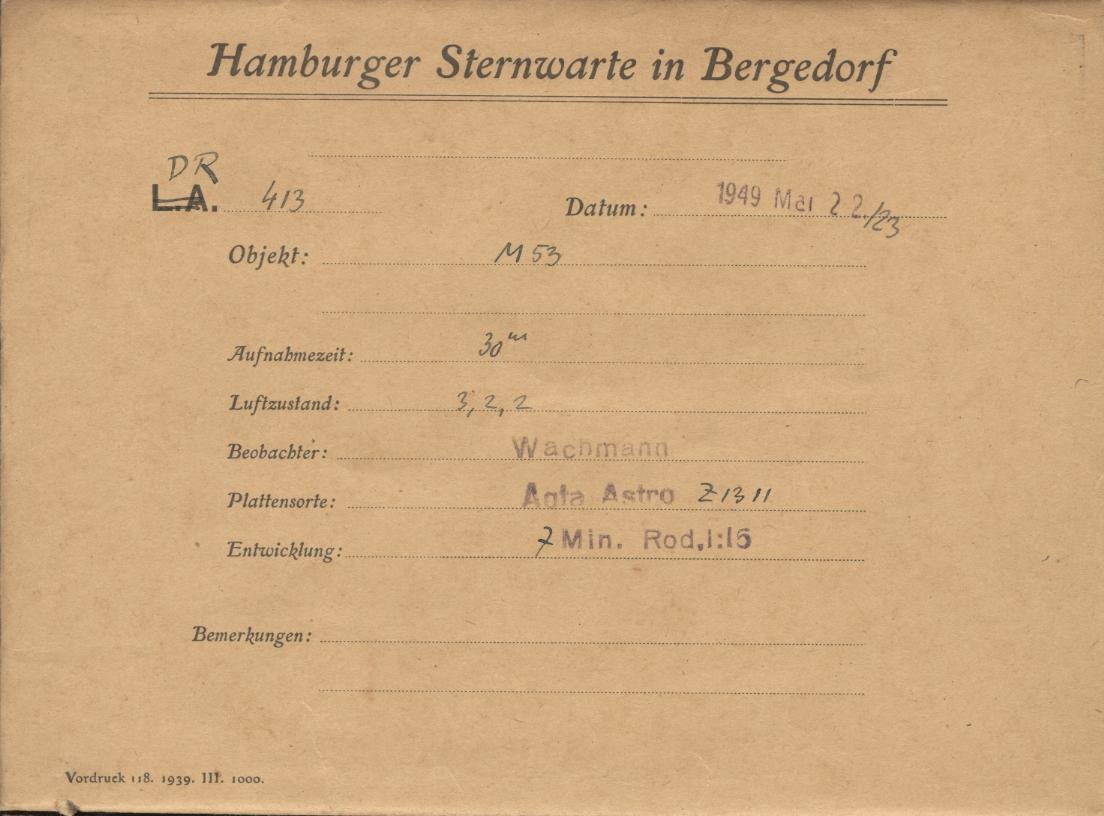 Hamburger Sternwarte in Bergedorf
DR
L.A. 413 Datum: 1949 Mai 22./23
Objekt: M 53
Aufnahmezeit: 30ᵐ
Luftzustand: 3, 2, 2
Beobachter: Wachmann
Plattensorte: Agfa Astro Z1311
Entwicklung: 7 Min. Rod.1:15
Bemerkungen:
Vordruck 118. 1939. III. 1000.